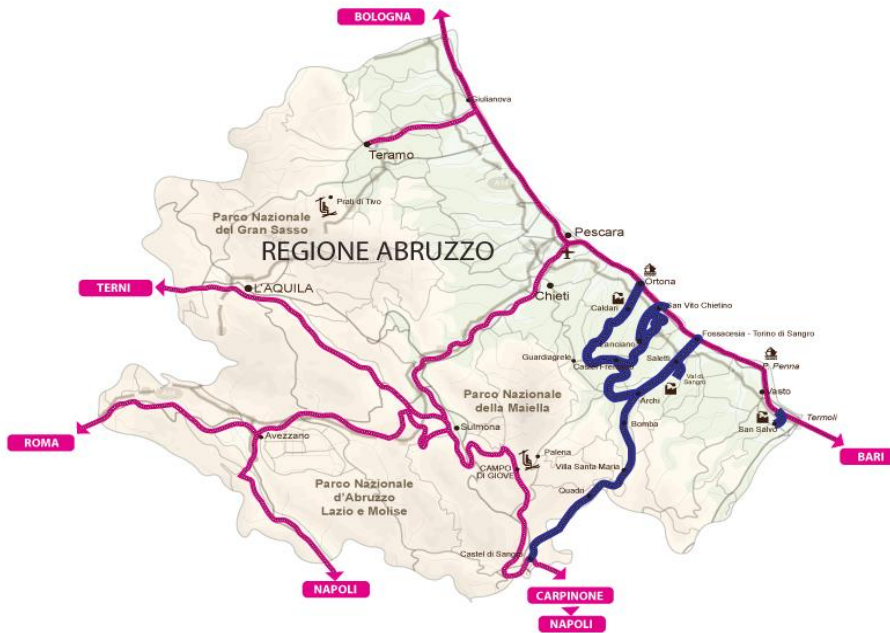 BOLOGNA
Giulianova
Teramo
Prati di Tivo
Parco Nazionale
del Gran Sasso
REGIONE ABRUZZO
Pescara
TERNI
L'AQUILA
Chieti
Ortona
Caldari
San Vito Chietino
Lanciano
Fossacesia - Torino di Sangro
Guardiagrele
Castel Frentano
Saletti
Val di
Sangro
P. Penna
Parco Nazionale
della Maiella
Archi
Vasto
Bomba
Termoli
San Salvo
ROMA
Avezzano
Sulmona
BARI
Palena
CAMPO
DI GIOVE
Villa Santa Maria
Parco Nazionale
d'Abruzzo
Lazio e Molise
Quadri
Castel di Sangro
NAPOLI
CARPINONE
NAPOLI